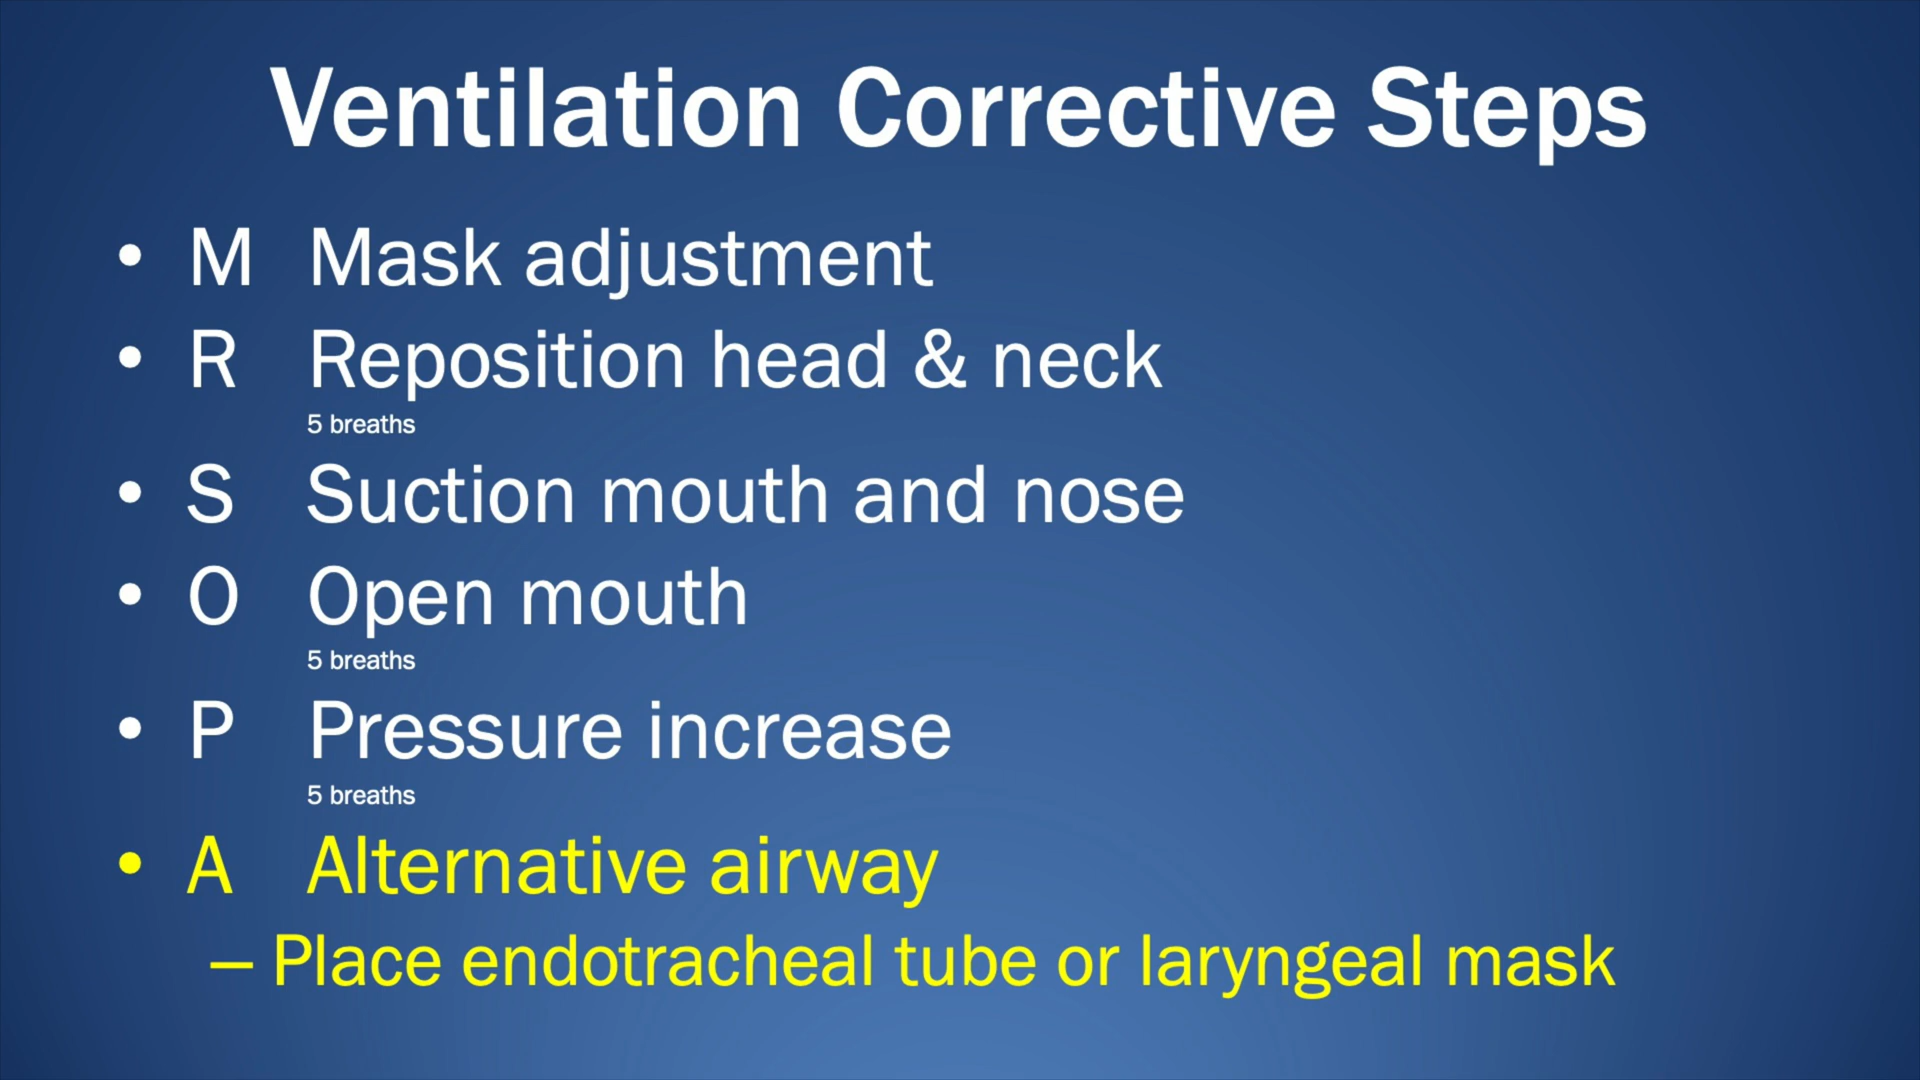 Ventilation Corrective Steps
• M Mask adjustment
• R Reposition head & neck
5 breaths
• S Suction mouth and nose
• O Open mouth
5 breaths
• P Pressure increase
5 breaths
• A Alternative airway
– Place endotracheal tube or laryngeal mask